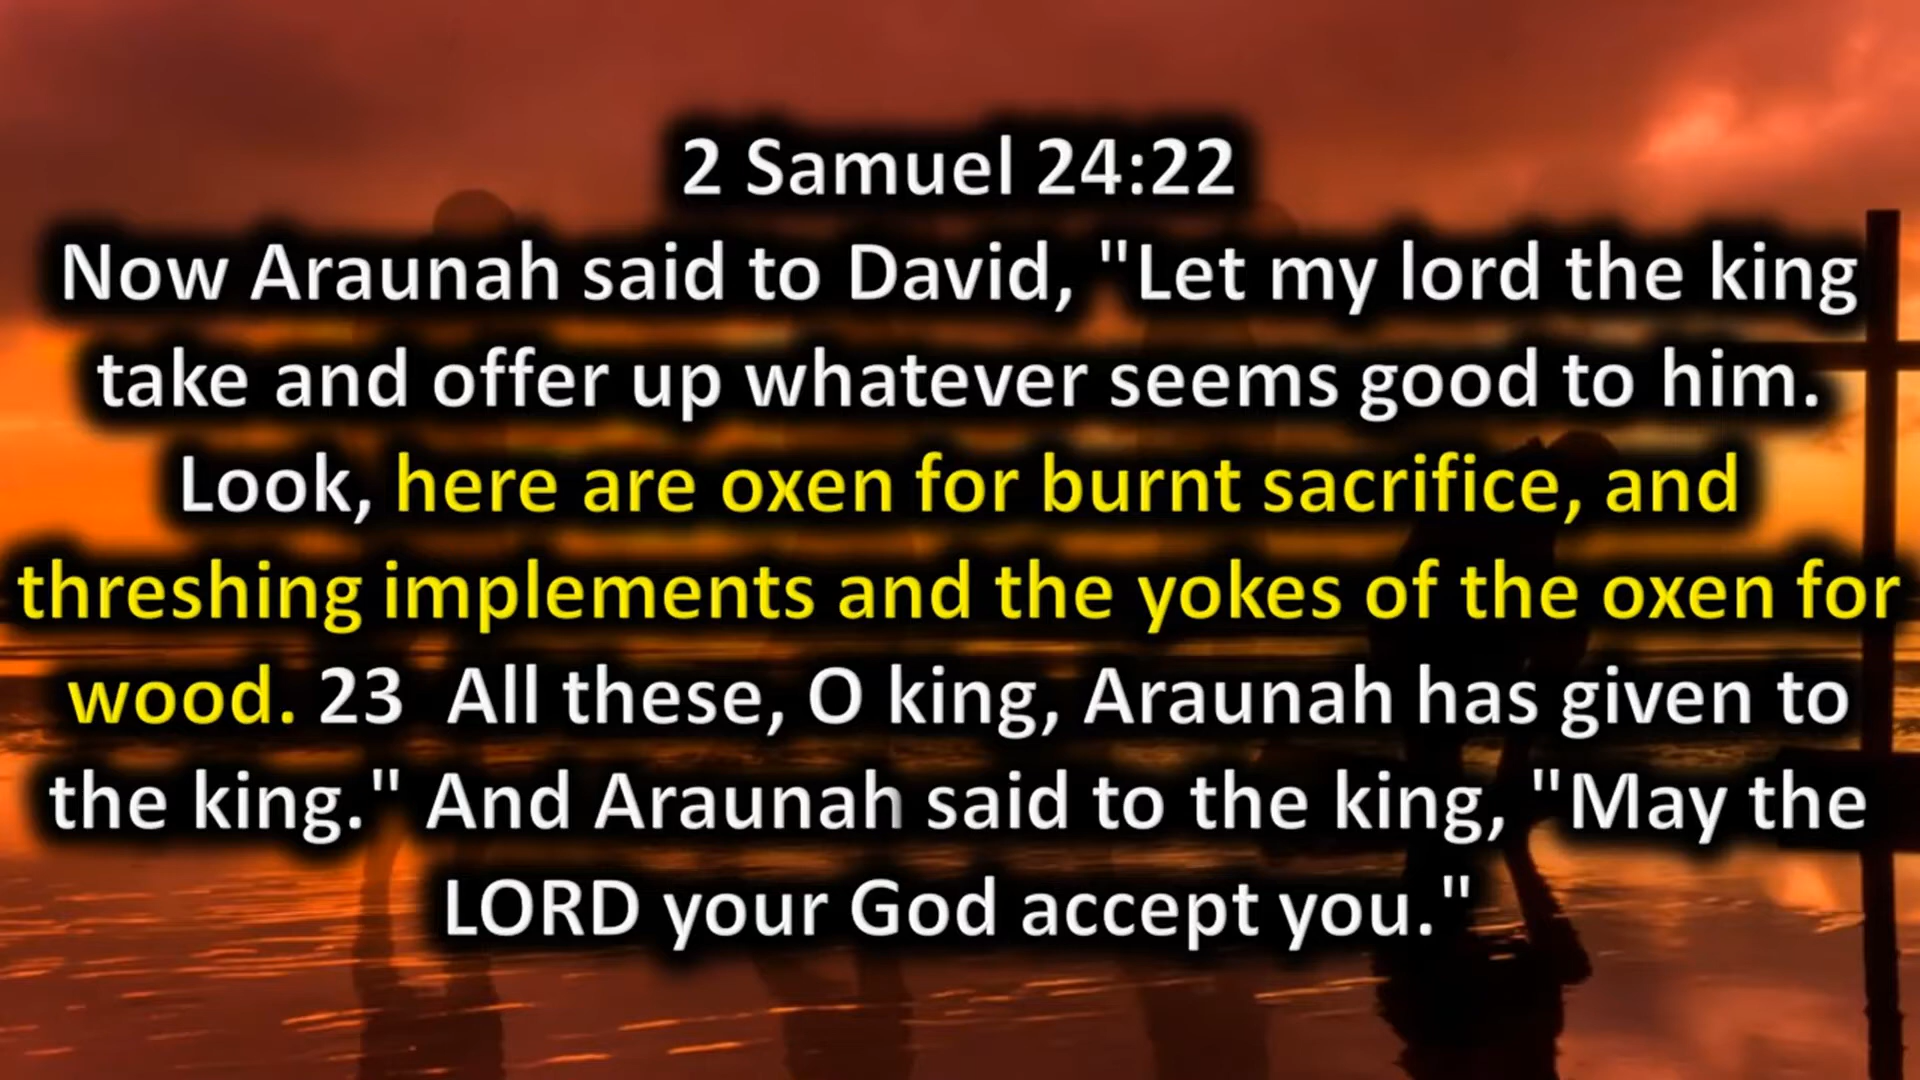 2 Samuel 24:22
Now Araunah said to David, "Let my lord the king
take and offer up whatever seems good to him.
Look, here are oxen for burnt sacrifice, and
threshing implements and the yokes of the oxen for
wood. 23  All these, O king, Araunah has given to
the king." And Araunah said to the king, "May the
LORD your God accept you."